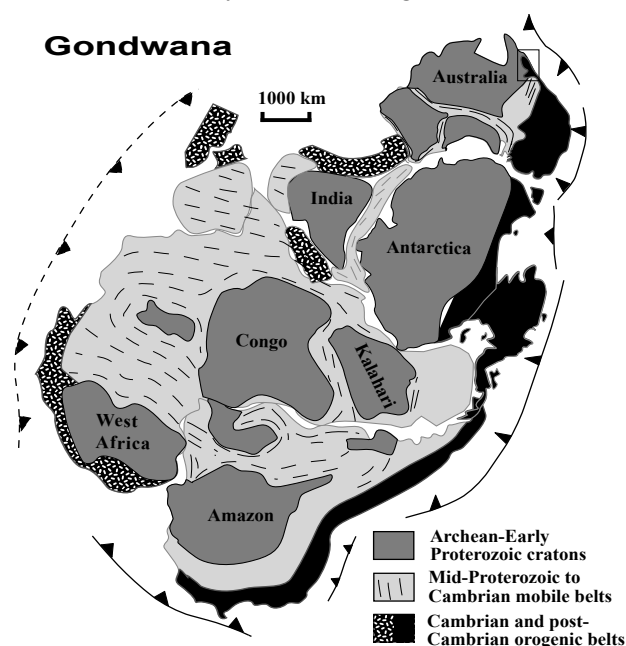 Gondwana
Australia
1000 km
India
Antarctica
Congo
Kalahari
West
Africa
Amazon
Archean-Early
Proterozoic cratons
Mid-Proterozoic to
Cambrian mobile belts
Cambrian and post-
Cambrian orogenic belts